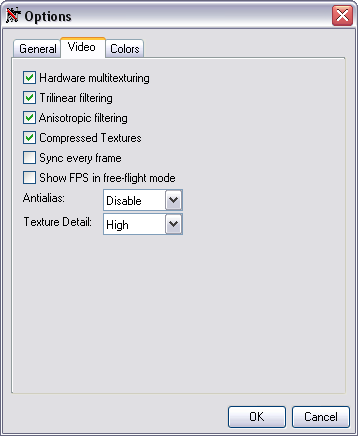 Options
General Video Colors
Hardware multitexturing
Trilinear filtering
Anisotropic filtering
Compressed Textures
Sync every frame
Show FPS in free-flight mode
Antialias: Disable
Texture Detail: High
OK Cancel